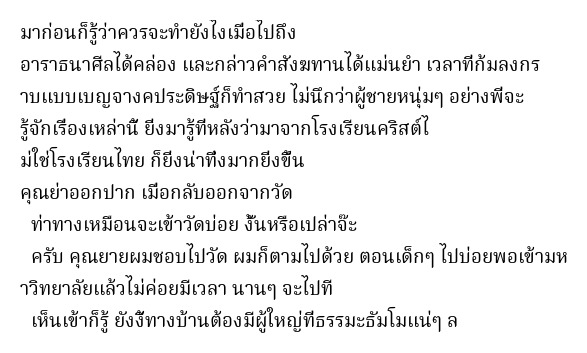 มาก่อนก็รู้ว่าควรจะทำยังไงเมื่อไปถึง
อาราธนาศีลได้คล่อง และกล่าวคำสังฆทานได้แม่นยำ เวลาที่ก้มลงกร
าบแบบเบญจางคประดิษฐ์ก็ทำสวย ไม่นึกว่าผู้ชายหนุ่มๆ อย่างพี่จะ
รู้จักเรื่องเหล่านี้ ยิ่งมารู้ทีหลังว่ามาจากโรงเรียนคริสต์ไ
ม่ใช่โรงเรียนไทย ก็ยิ่งน่าทึ่งมากยิ่งขึ้น
คุณย่าออกปาก เมื่อกลับออกจากวัด
ท่าทางเหมือนจะเข้าวัดบ่อย งั้นหรือเปล่าจ๊ะ
ครับ คุณยายผมชอบไปวัด ผมก็ตามไปด้วย ตอนเด็กๆ ไปบ่อยพอเข้ามห
าวิทยาลัยแล้วไม่ค่อยมีเวลา นานๆ จะไปที
เห็นเข้าก็รู้ ยังงี้ทางบ้านต้องมีผู้ใหญ่ที่ธรรมะธัมโมแน่ๆ ล